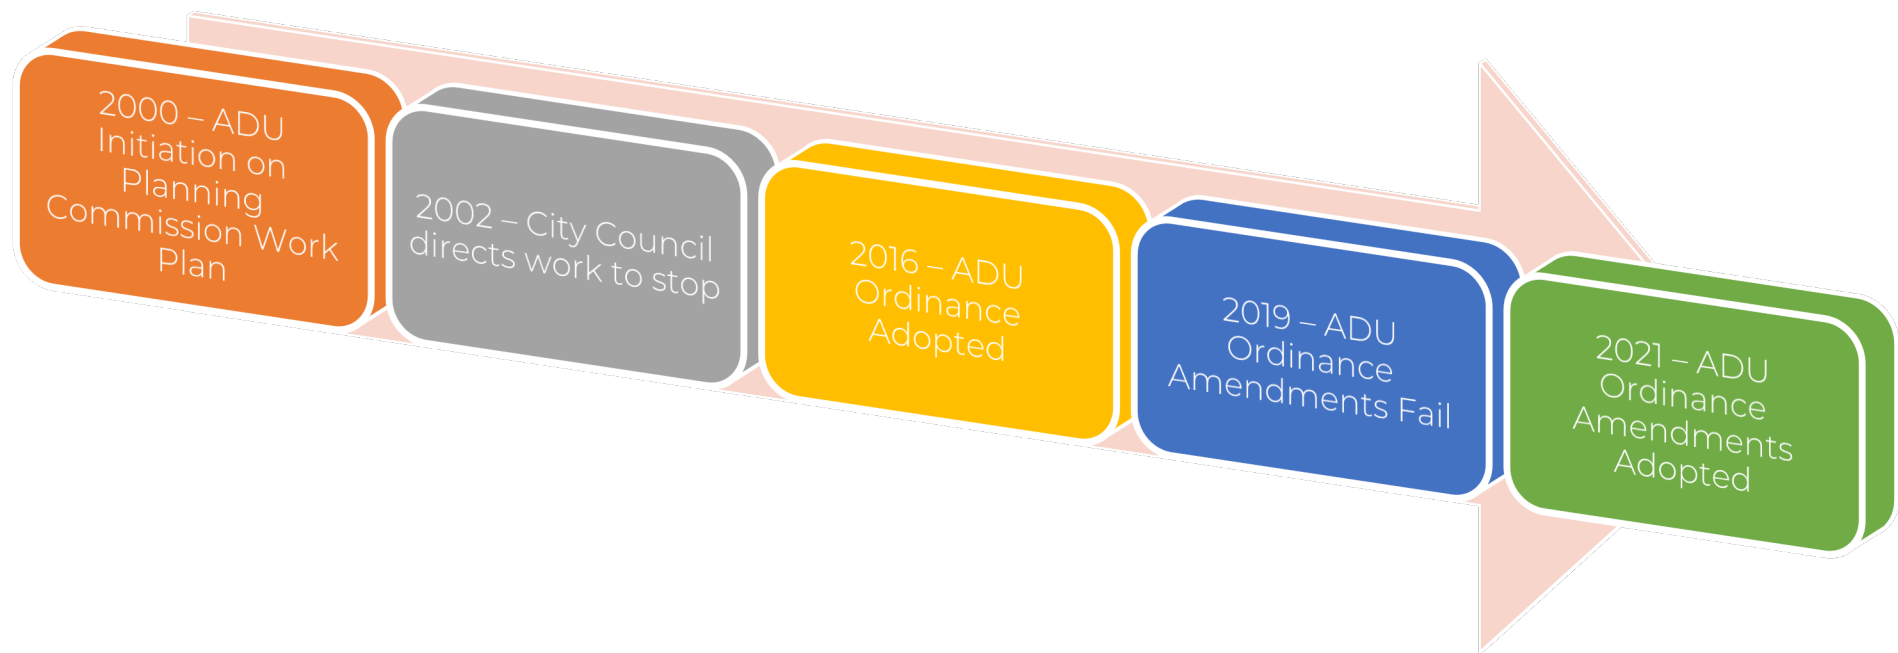 2000 – ADU
Initiation on
Planning
Commission Work
Plan
2002 – City Council
directs work to stop
2016 – ADU
Ordinance
Adopted
2019 – ADU
Ordinance
Amendments Fail
2021 – ADU
Ordinance
Amendments
Adopted